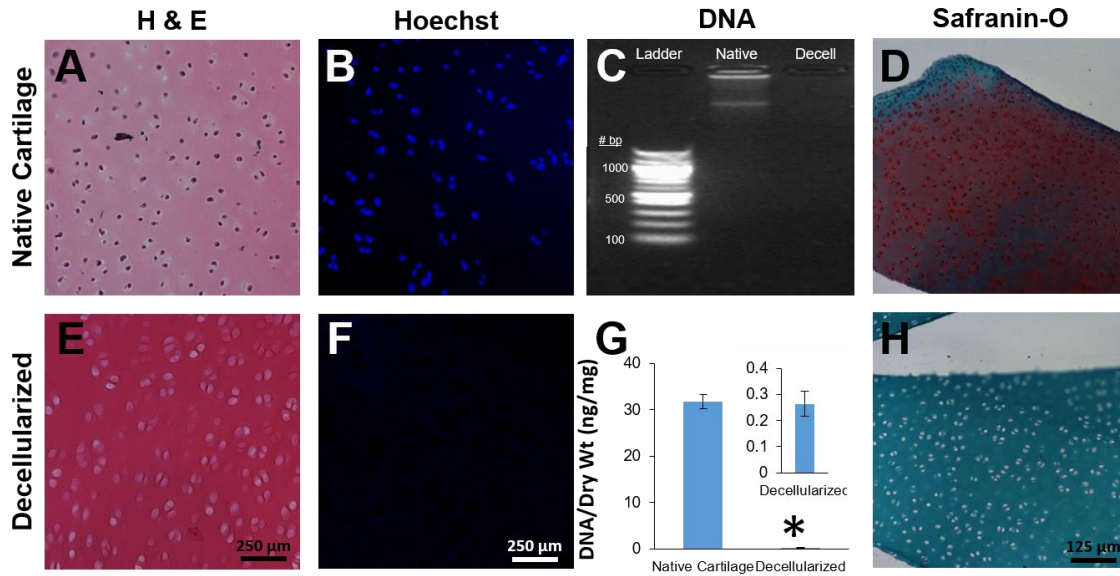 H & E
Hoechst
DNA
Safranin-O
Native Cartilage
A
B
C
Ladder
Native
Decell
# bp
1000
500
100
D
Decellularized
E
250 µm
F
250 µm
G
DNA/Dry Wt (ng/mg)
40
30
20
10
0
0.4
0.3
0.2
0.1
0
Decellularized
*
Native Cartilage
Decellularized
H
125 µm